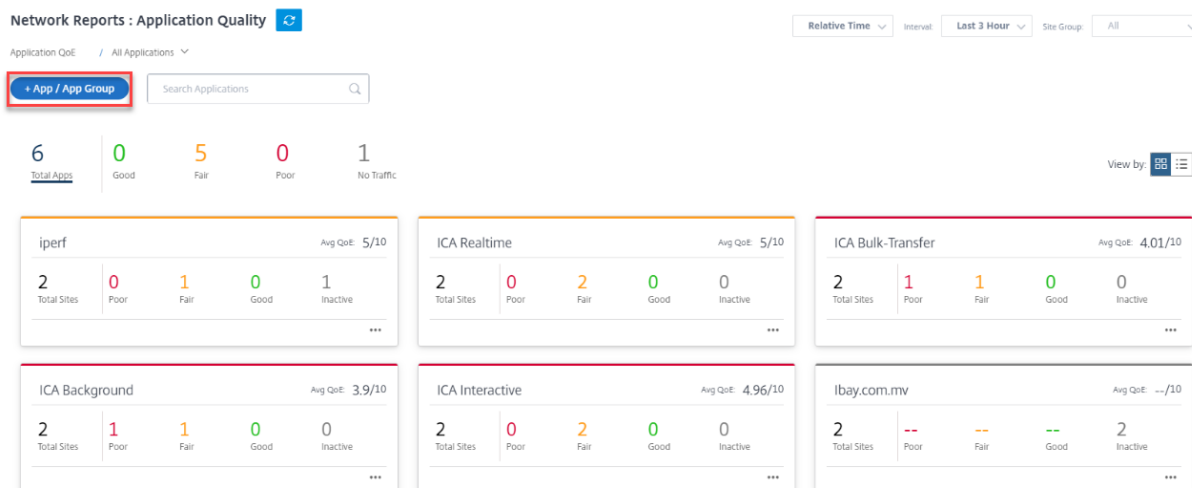 Network Reports : Application Quality
Relative Time Interval: Last 3 Hour Site Group: All
Application QoE / All Applications
+ App / App Group Search Applications
6 0 5 0 1
Total Apps Good Fair Poor No Traffic
View by:
iperf Avg QoE: 5/10
2 0 1 0 1
Total Sites Poor Fair Good Inactive
ICA Realtime Avg QoE: 5/10
2 0 2 0 0
Total Sites Poor Fair Good Inactive
ICA Bulk-Transfer Avg QoE: 4.01/10
2 1 1 0 0
Total Sites Poor Fair Good Inactive
ICA Background Avg QoE: 3.9/10
2 1 1 0 0
Total Sites Poor Fair Good Inactive
ICA Interactive Avg QoE: 4.96/10
2 0 2 0 0
Total Sites Poor Fair Good Inactive
Ibay.com.mv Avg QoE: --/10
2 -- -- -- 2
Total Sites Poor Fair Good Inactive